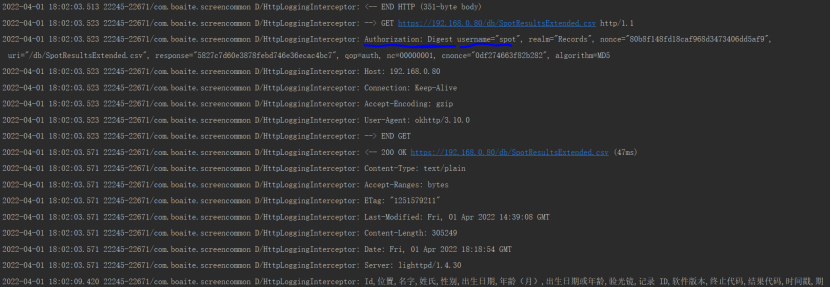 2022-04-01 18:02:03.513 22245-22671/com.boaite.screencommon D/HttpLoggingInterceptor: <-- END HTTP (351-byte body)
2022-04-01 18:02:03.523 22245-22671/com.boaite.screencommon D/HttpLoggingInterceptor: --> GET https://192.168.0.80/db/SpotResultsExtended.csv http/1.1
2022-04-01 18:02:03.523 22245-22671/com.boaite.screencommon D/HttpLoggingInterceptor: Authorization: Digest username="spot", realm="Records", nonce="80b8f148fd18caf968d3473406dd5af9",
uri="/db/SpotResultsExtended.csv", response="5827c7d60e3878febd746e36ecac4bc7", qop=auth, nc=00000001, cnonce="0df274663f82b282", algorithm=MD5
2022-04-01 18:02:03.523 22245-22671/com.boaite.screencommon D/HttpLoggingInterceptor: Host: 192.168.0.80
2022-04-01 18:02:03.523 22245-22671/com.boaite.screencommon D/HttpLoggingInterceptor: Connection: Keep-Alive
2022-04-01 18:02:03.523 22245-22671/com.boaite.screencommon D/HttpLoggingInterceptor: Accept-Encoding: gzip
2022-04-01 18:02:03.523 22245-22671/com.boaite.screencommon D/HttpLoggingInterceptor: User-Agent: okhttp/3.10.0
2022-04-01 18:02:03.523 22245-22671/com.boaite.screencommon D/HttpLoggingInterceptor: --> END GET
2022-04-01 18:02:03.571 22245-22671/com.boaite.screencommon D/HttpLoggingInterceptor: <-- 200 OK https://192.168.0.80/db/SpotResultsExtended.csv (47ms)
2022-04-01 18:02:03.571 22245-22671/com.boaite.screencommon D/HttpLoggingInterceptor: Content-Type: text/plain
2022-04-01 18:02:03.571 22245-22671/com.boaite.screencommon D/HttpLoggingInterceptor: Accept-Ranges: bytes
2022-04-01 18:02:03.571 22245-22671/com.boaite.screencommon D/HttpLoggingInterceptor: ETag: "1251579211"
2022-04-01 18:02:03.571 22245-22671/com.boaite.screencommon D/HttpLoggingInterceptor: Last-Modified: Fri, 01 Apr 2022 14:39:08 GMT
2022-04-01 18:02:03.571 22245-22671/com.boaite.screencommon D/HttpLoggingInterceptor: Content-Length: 305249
2022-04-01 18:02:03.571 22245-22671/com.boaite.screencommon D/HttpLoggingInterceptor: Date: Fri, 01 Apr 2022 18:18:54 GMT
2022-04-01 18:02:03.571 22245-22671/com.boaite.screencommon D/HttpLoggingInterceptor: Server: lighttpd/1.4.30
2022-04-01 18:02:09.420 22245-22671/com.boaite.screencommon D/HttpLoggingInterceptor: Id,位置,名字,姓氏,性别,出生日期,年龄（月）,出生日期或年龄,验光镜,记录 ID,软件版本,终止代码,结果代码,时间戳,期